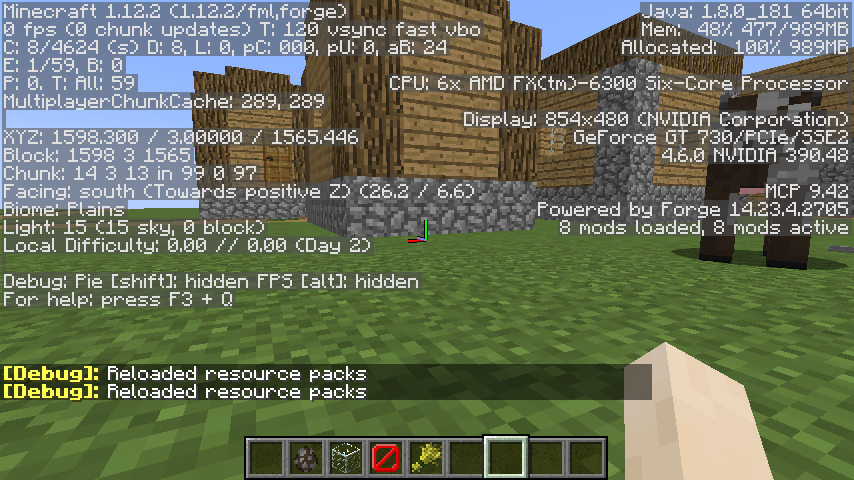 Minecraft 1.12.2 (1.12.2/fml,forge)
0 fps (0 chunk updates) T: 120 vsync fast vbo
C: 8/4624 (s) D: 8, L: 0, pC: 000, pU: 0, aB: 24
E: 1/59, B: 0
P: 0. T: All: 59
MultiplayerChunkCache: 289, 289
XYZ: 1598.300 / 3.00000 / 1565.446
Block: 1598 3 1565
Chunk: 14 3 13 in 99 0 97
Facing: south (Towards positive Z) (26.2 / 6.6)
Biome: Plains
Light: 15 (15 sky, 0 block)
Local Difficulty: 0.00 // 0.00 (Day 2)
Debug: Pie [shift]: hidden FPS [alt]: hidden
For help: press F3 + Q
Java: 1.8.0_181 64bit
Mem: 48% 477/989MB
Allocated: 100% 989MB
CPU: 6x AMD FX(tm)-6300 Six-Core Processor
Display: 854x480 (NVIDIA Corporation)
GeForce GT 730/PCIe/SSE2
4.6.0 NVIDIA 390.48
MCP 9.42
Powered by Forge 14.23.4.2705
8 mods loaded, 8 mods active
[Debug]: Reloaded resource packs
[Debug]: Reloaded resource packs